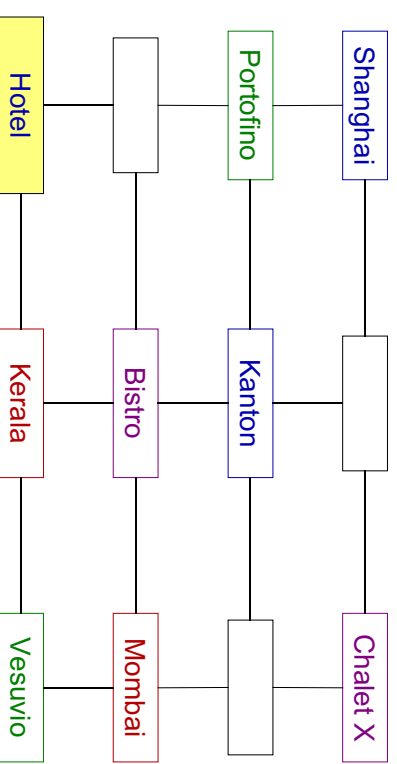 Shanghai
Chalet X
Portofino
Kanton
Bistro
Mombai
Hotel
Kerala
Vesuvio